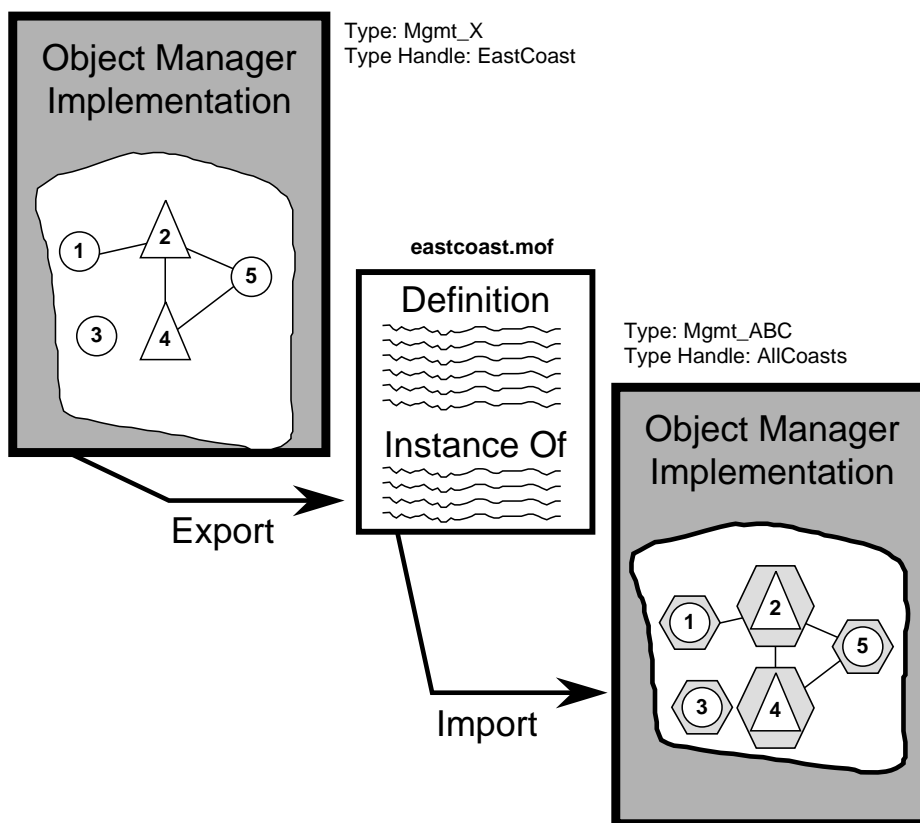 Object Manager
Implementation
Type: Mgmt_X
Type Handle: EastCoast
1
2
5
3
4
eastcoast.mof
Definition
Instance Of
Export
Type: Mgmt_ABC
Type Handle: AllCoasts
Object Manager
Implementation
1
2
5
3
4
Import